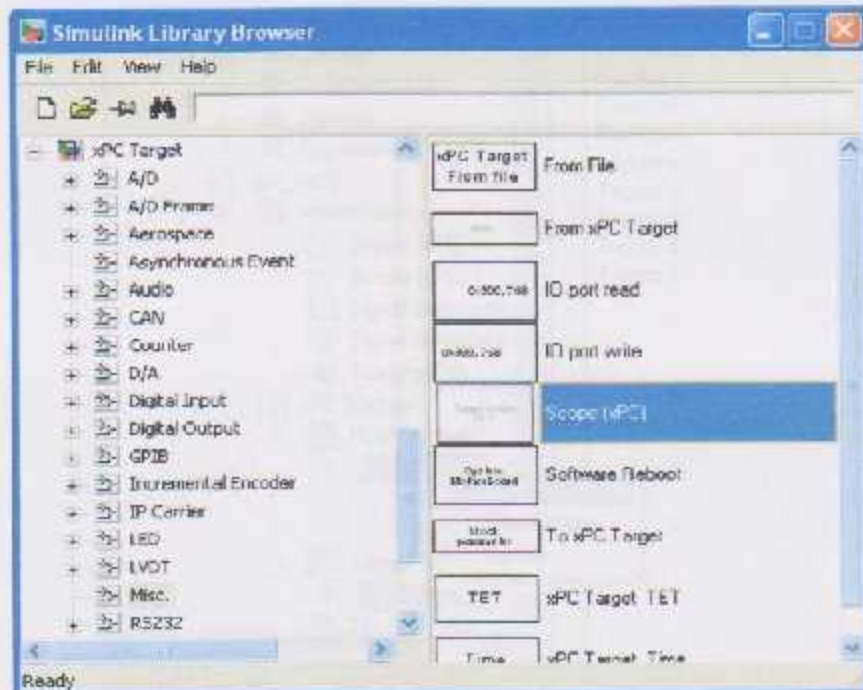 Simulink Library Browser
File Edit View Help
xPC Target
A/D
A/D Frame
Aerospace
Asynchronous Event
Audio
CAN
Counter
D/A
Digital Input
Digital Output
GPIB
Incremental Encoder
IP Carrier
LED
LVDT
Misc.
RS232
xPC Target
From file
From File
From xPC Target
IO port read
IO port write
Scope (xPC)
Software Reboot
To xPC Target
TET
xPC Target TET
Time
xPC Target Time
Ready